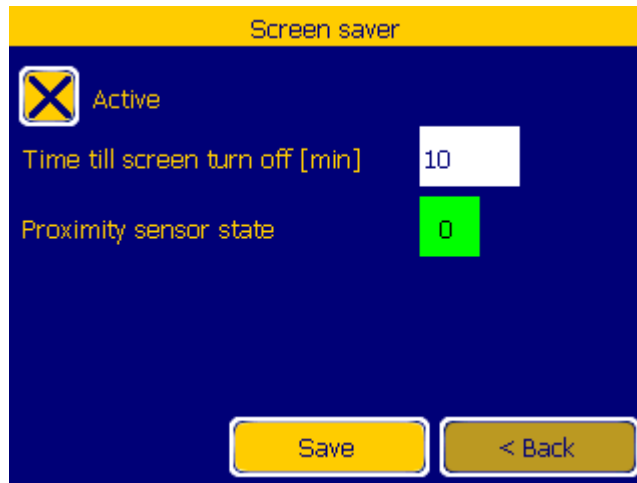 Screen saver
Active
Time till screen turn off [min] 10
Proximity sensor state 0
Save < Back